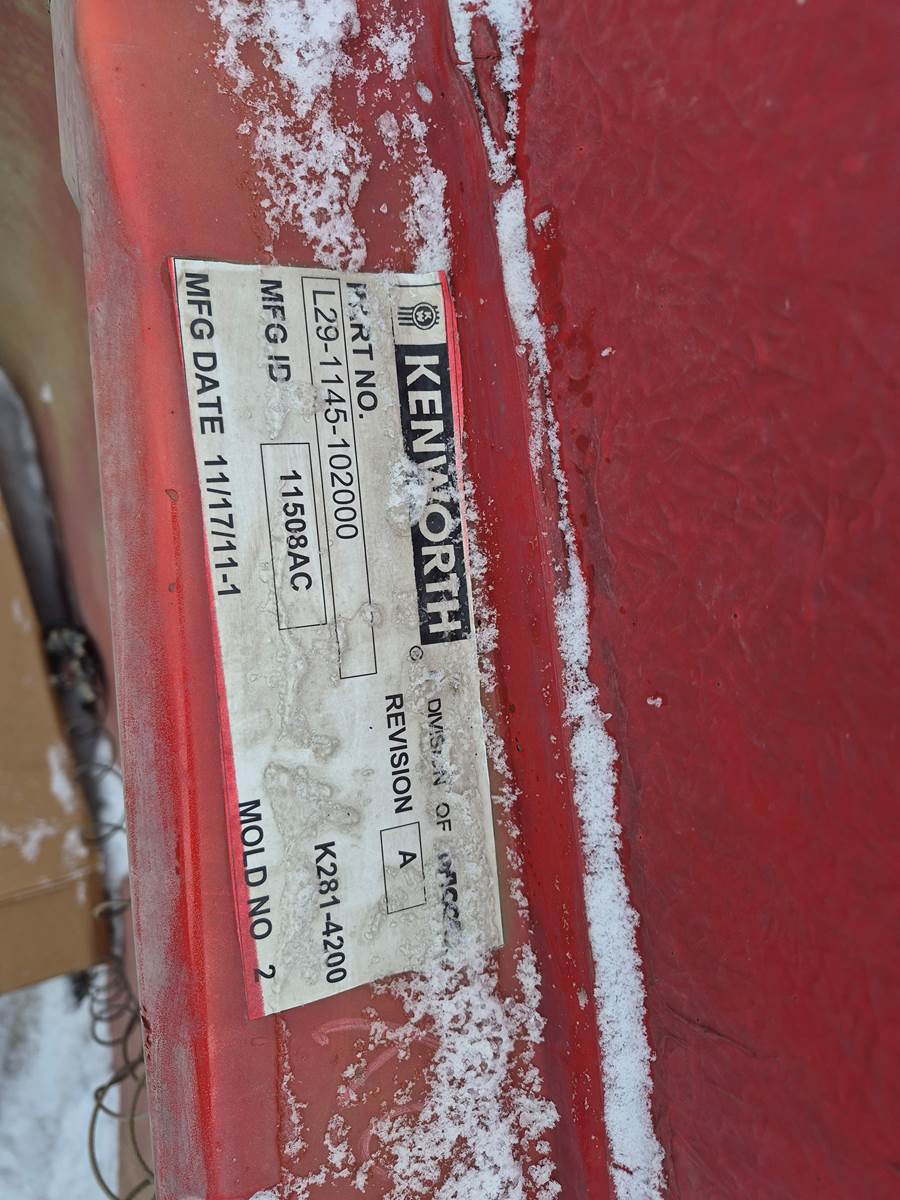 KENWORTH
DIVISION OF PACCAR
PART NO. REVISION A
L29-1145-102000
MFG ID 11508AC K281-4200
MFG DATE 11/17/11-1 MOLD NO 2